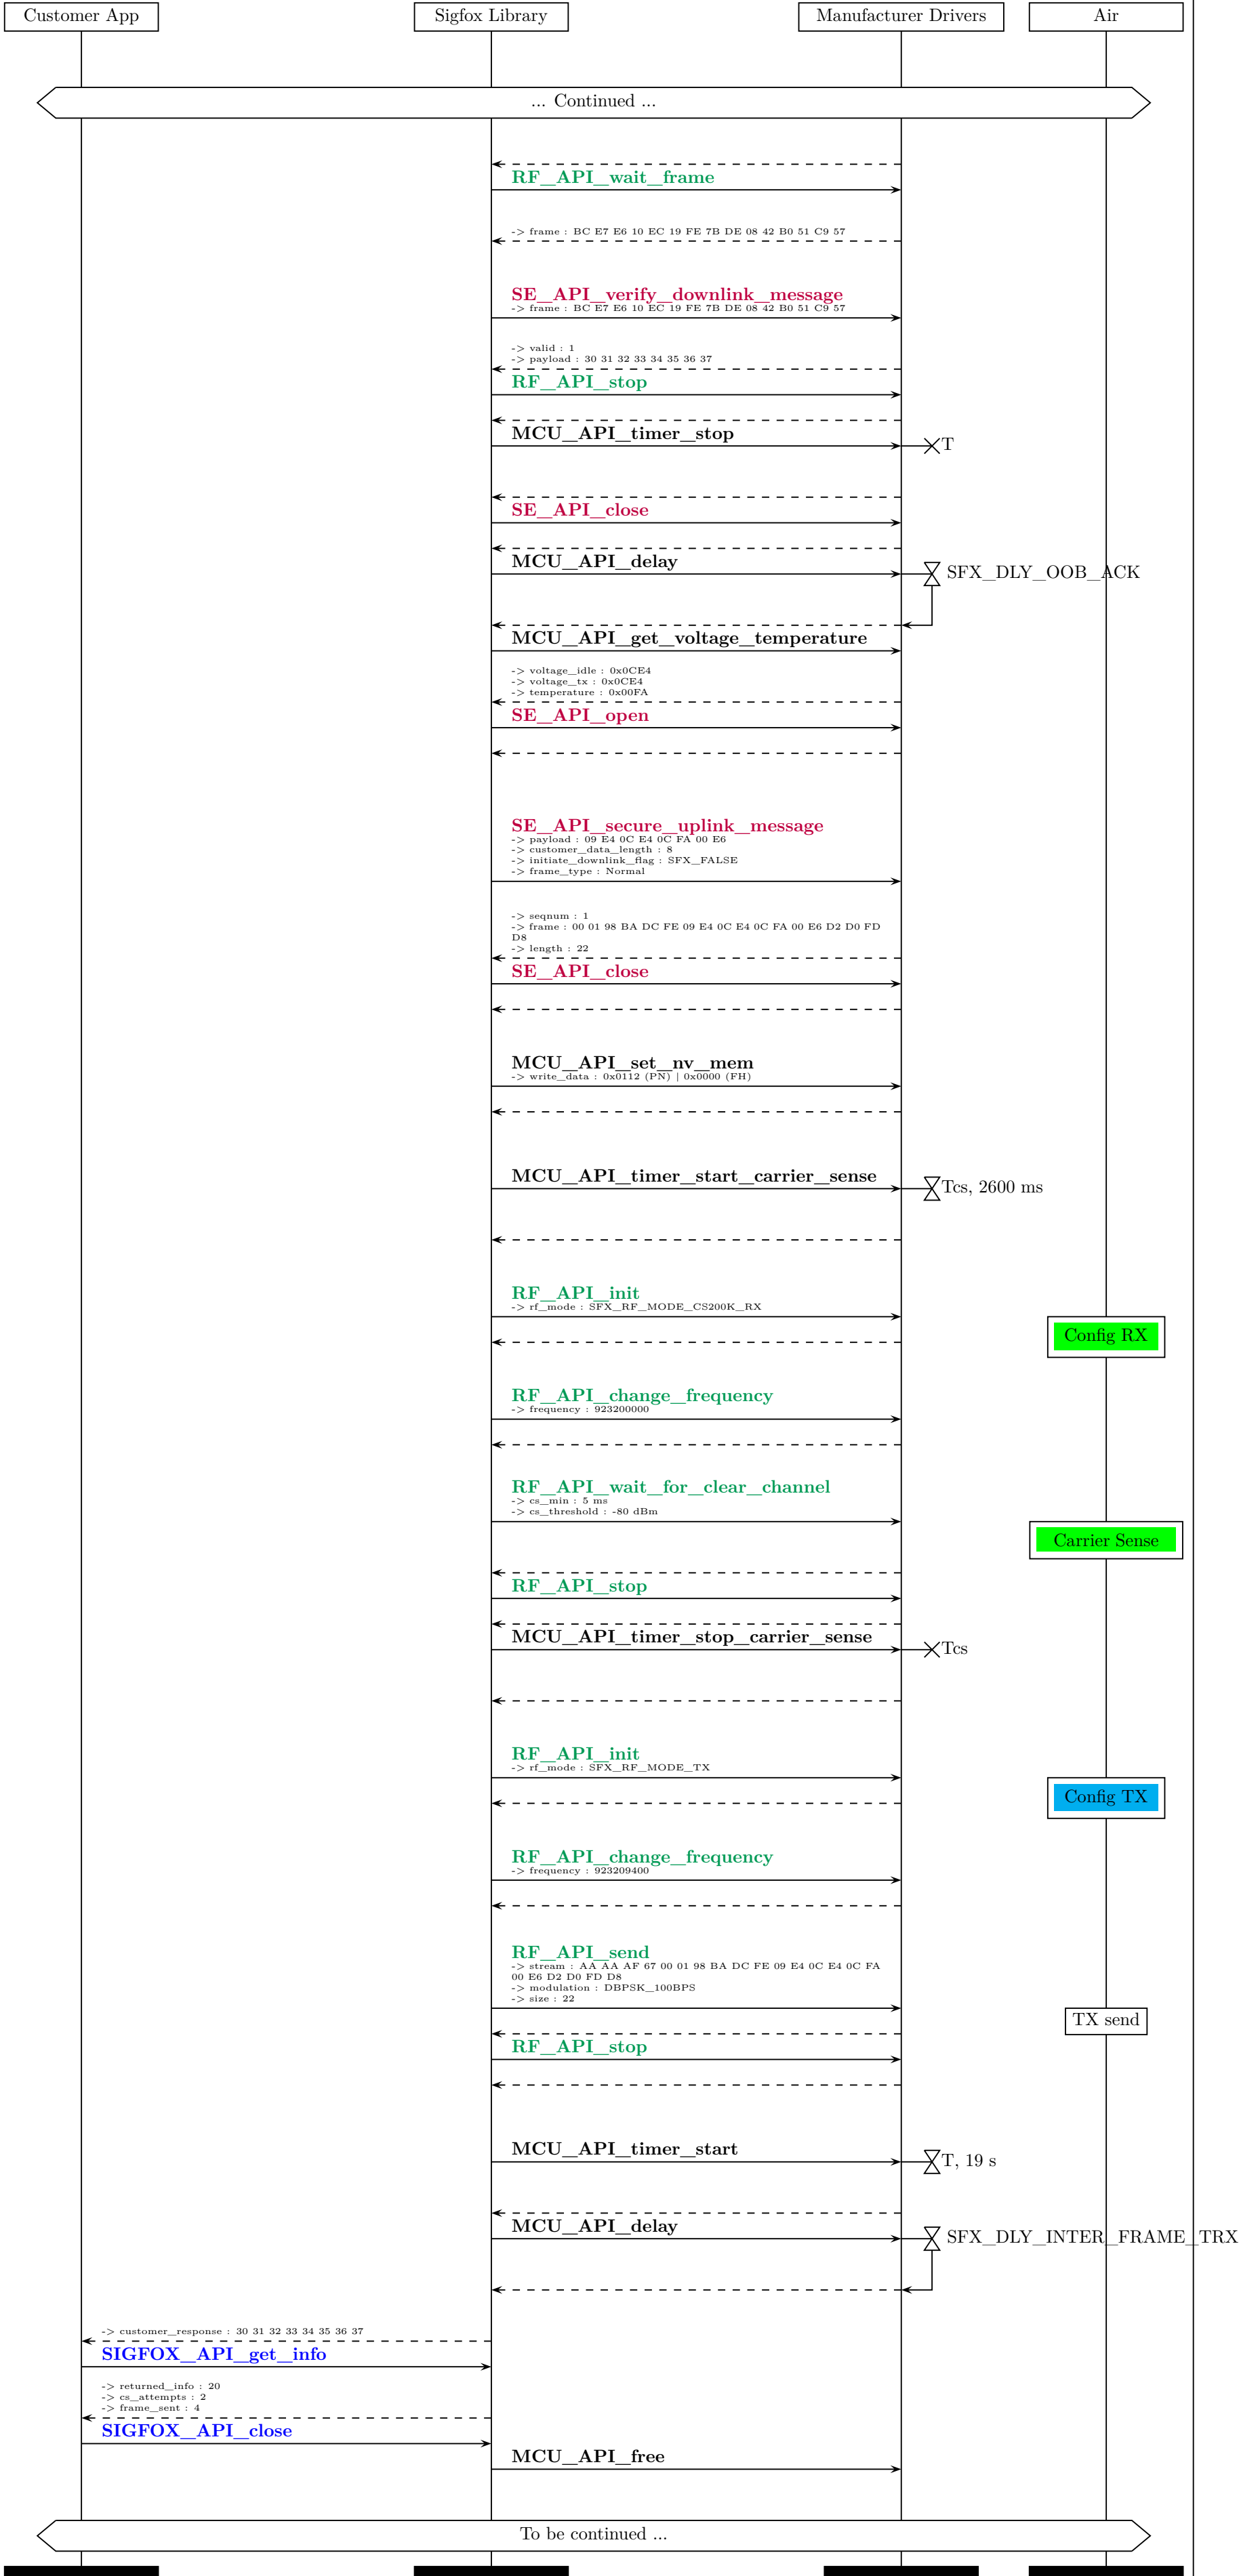 Customer App
Sigfox Library
Manufacturer Drivers
Air
... Continued ...
RF_API_wait_frame
-> frame : BC E7 E6 10 EC 19 FE 7B DE 08 42 B0 51 C9 57
SE_API_verify_downlink_message
-> frame : BC E7 E6 10 EC 19 FE 7B DE 08 42 B0 51 C9 57
-> valid : 1
-> payload : 30 31 32 33 34 35 36 37
RF_API_stop
MCU_API_timer_stop
T
SE_API_close
MCU_API_delay
SFX_DLY_OOB_ACK
MCU_API_get_voltage_temperature
-> voltage_idle : 0x0CE4
-> voltage_tx : 0x0CE4
-> temperature : 0x00FA
SE_API_open
SE_API_secure_uplink_message
-> payload : 09 E4 0C E4 0C FA 00 E6
-> customer_data_length : 8
-> initiate_downlink_flag : SFX_FALSE
-> frame_type : Normal
-> seqnum : 1
-> frame : 00 01 98 BA DC FE 09 E4 0C E4 0C FA 00 E6 D2 D0 FD
D8
-> length : 22
SE_API_close
MCU_API_set_nv_mem
-> write_data : 0x0112 (PN) | 0x0000 (FH)
MCU_API_timer_start_carrier_sense
Tcs, 2600 ms
RF_API_init
-> rf_mode : SFX_RF_MODE_CS200K_RX
Config RX
RF_API_change_frequency
-> frequency : 923200000
RF_API_wait_for_clear_channel
-> cs_min : 5 ms
-> cs_threshold : -80 dBm
Carrier Sense
RF_API_stop
MCU_API_timer_stop_carrier_sense
Tcs
RF_API_init
-> rf_mode : SFX_RF_MODE_TX
Config TX
RF_API_change_frequency
-> frequency : 923209400
RF_API_send
-> stream : AA AA AF 67 00 01 98 BA DC FE 09 E4 0C E4 0C FA
00 E6 D2 D0 FD D8
-> modulation : DBPSK_100BPS
-> size : 22
TX send
RF_API_stop
MCU_API_timer_start
T, 19 s
MCU_API_delay
SFX_DLY_INTER_FRAME_TRX
-> customer_response : 30 31 32 33 34 35 36 37
SIGFOX_API_get_info
-> returned_info : 20
-> cs_attempts : 2
-> frame_sent : 4
SIGFOX_API_close
MCU_API_free
To be continued ...